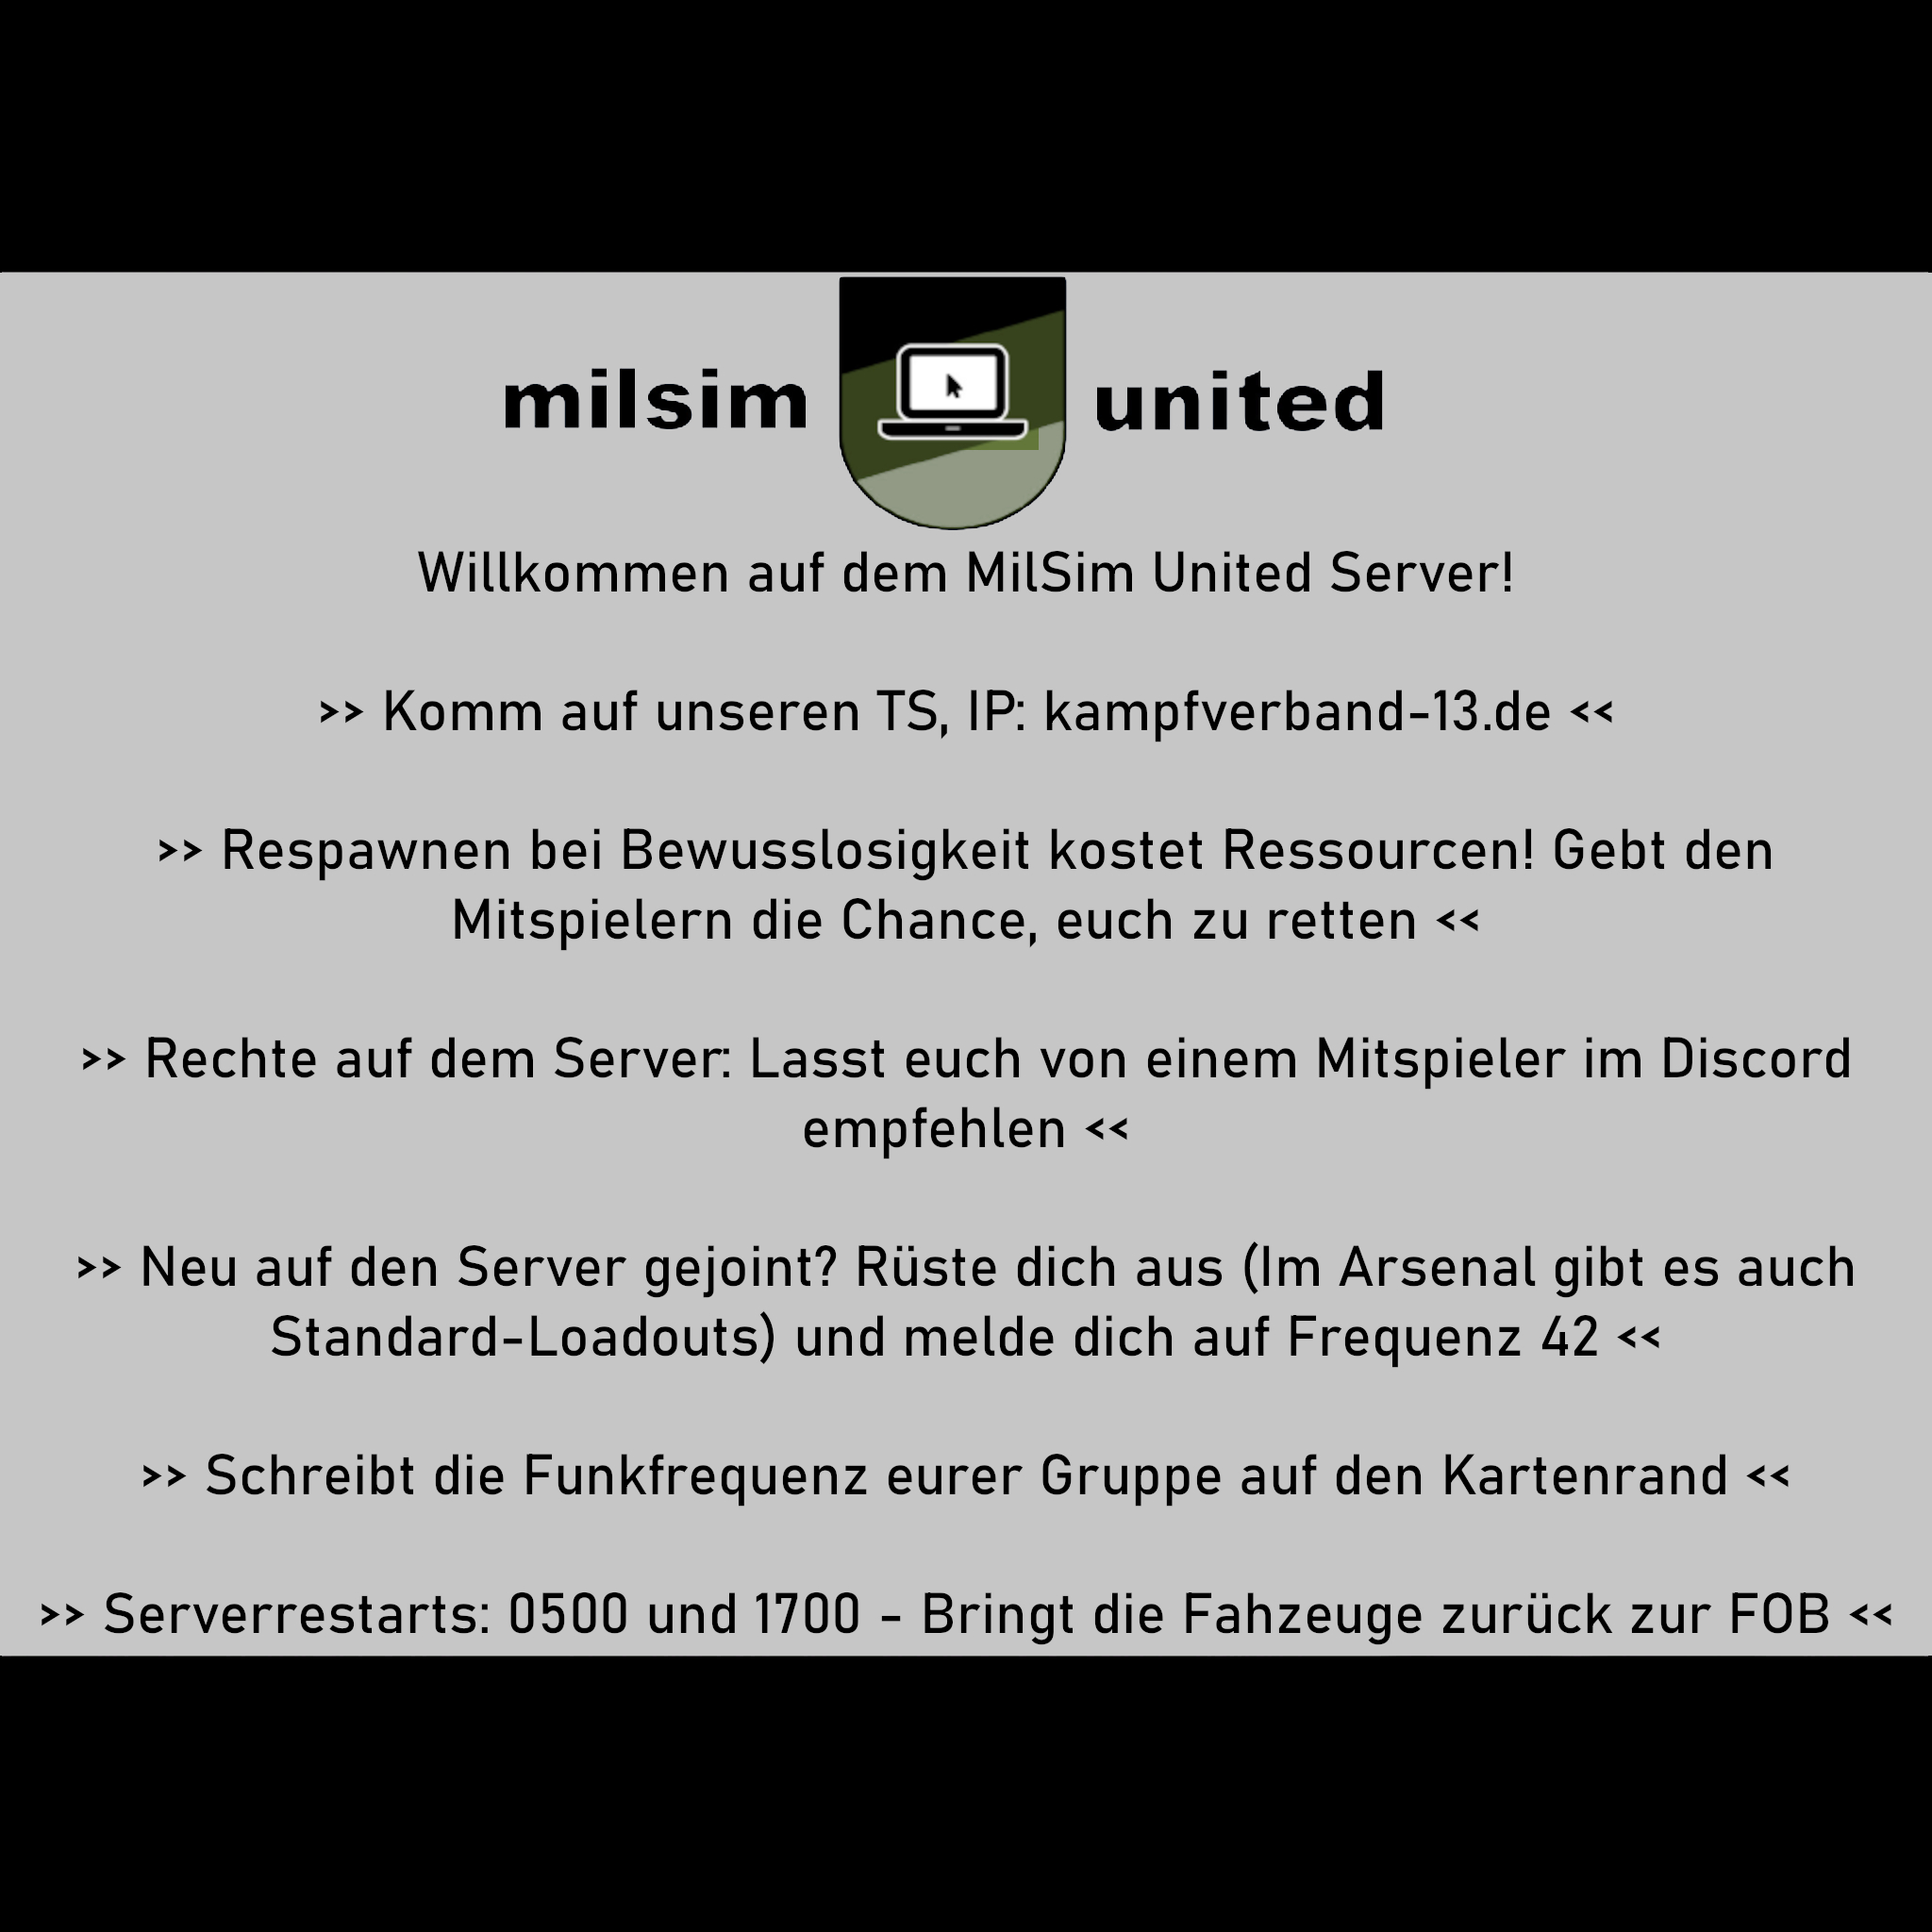 milsim united
Willkommen auf dem MilSim United Server!
>> Komm auf unseren TS, IP: kampfverband-13.de <<
>> Respawnen bei Bewusslosigkeit kostet Ressourcen! Gebt den
Mitspielern die Chance, euch zu retten <<
>> Rechte auf dem Server: Lasst euch von einem Mitspieler im Discord
empfehlen <<
>> Neu auf den Server gejoint? Rüste dich aus (Im Arsenal gibt es auch
Standard-Loadouts) und melde dich auf Frequenz 42 <<
>> Schreibt die Funkfrequenz eurer Gruppe auf den Kartenrand <<
>> Serverrestarts: 0500 und 1700 - Bringt die Fahzeuge zurück zur FOB <<